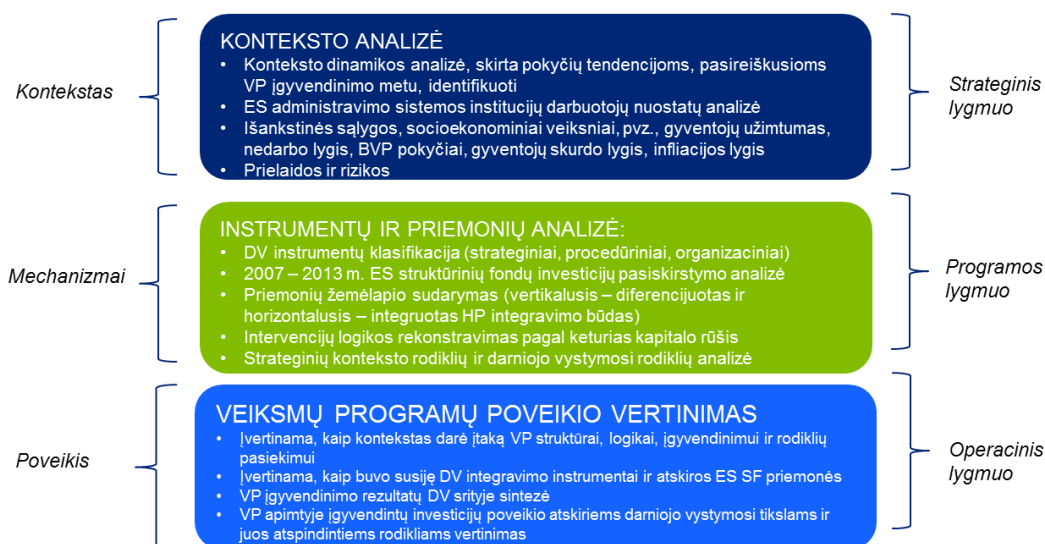 Kontekstas
KONTEKSTO ANALIZĖ
• Konteksto dinamikos analizė, skirta pokyčių tendencijoms, pasireiškusioms
VP įgyvendinimo metu, identifikuoti
• ES administravimo sistemos institucijų darbuotojų nuostatų analizė
• Išankstinės sąlygos, socioekonominiai veiksniai, pvz., gyventojų užimtumas,
nedarbo lygis, BVP pokyčiai, gyventojų skurdo lygis, infliacijos lygis
• Prielaidos ir rizikos
Strateginis
lygmuo
Mechanizmai
INSTRUMENTŲ IR PRIEMONIŲ ANALIZĖ:
• DV instrumentų klasifikacija (strateginiai, procedūriniai, organizaciniai)
• 2007 – 2013 m. ES struktūrinių fondų investicijų pasiskirstymo analizė
• Priemonių žemėlapio sudarymas (vertikalusis – diferencijuotas ir
horizontalusis – integruotas HP integravimo būdas)
• Intervencijų logikos rekonstravimas pagal keturias kapitalo rūšis
• Strateginių konteksto rodiklių ir darniojo vystymosi rodiklių analizė
Programos
lygmuo
Poveikis
VEIKSMŲ PROGRAMŲ POVEIKIO VERTINIMAS
• Įvertinama, kaip kontekstas darė įtaką VP struktūrai, logikai, įgyvendinimui ir rodiklių
pasiekimui
• Įvertinama, kaip buvo susiję DV integravimo instrumentai ir atskiros ES SF priemonės
• VP įgyvendinimo rezultatų DV srityje sintezė
• VP apimtyje įgyvendintų investicijų poveikio atskiriems darniojo vystymosi tikslams ir
juos atspindintiems rodikliams vertinimas
Operacinis
lygmuo